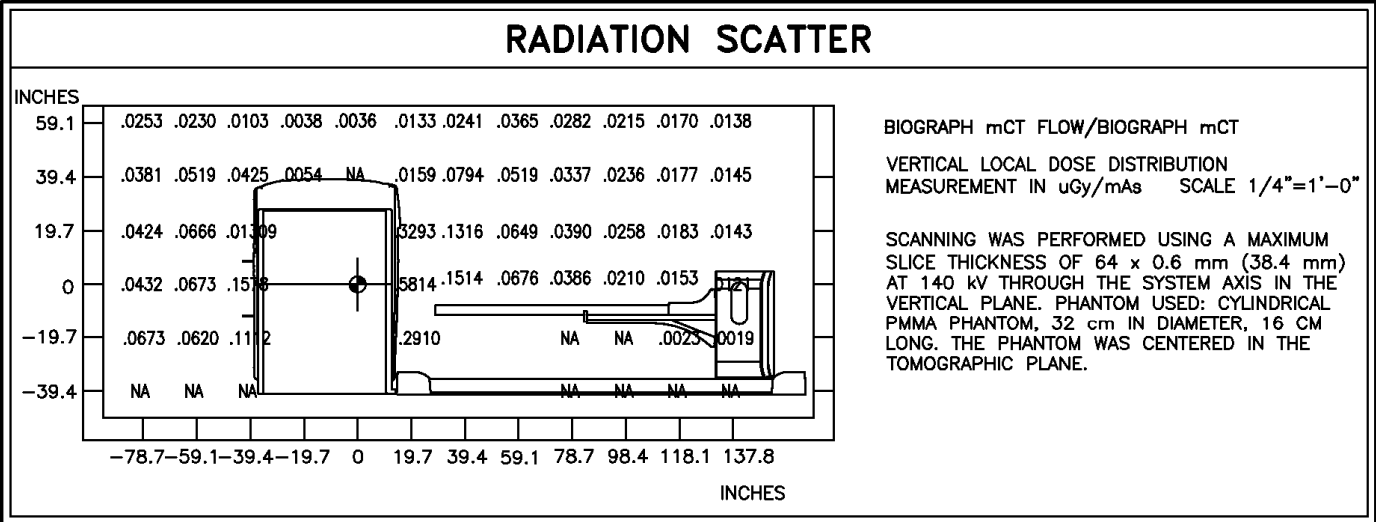 RADIATION SCATTER
INCHES
59.1 .0253 .0230 .0103 .0038 .0036 .0133 .0241 .0365 .0282 .0215 .0170 .0138
39.4 .0381 .0519 .0425 .0054 NA .0159 .0794 .0519 .0337 .0236 .0177 .0145
19.7 .0424 .0666 .01309 .3293 .1316 .0649 .0390 .0258 .0183 .0143
0 .0432 .0673 .1578 .5814 .1514 .0676 .0386 .0210 .0153 .0121
-19.7 .0673 .0620 .1112 .2910 NA NA .0023 .0019
-39.4 NA NA NA NA NA NA NA
-78.7 -59.1 -39.4 -19.7 0 19.7 39.4 59.1 78.7 98.4 118.1 137.8
INCHES
BIOGRAPH mCT FLOW/BIOGRAPH mCT
VERTICAL LOCAL DOSE DISTRIBUTION
MEASUREMENT IN uGy/mAs SCALE 1/4"=1'-0"
SCANNING WAS PERFORMED USING A MAXIMUM
SLICE THICKNESS OF 64 x 0.6 mm (38.4 mm)
AT 140 kV THROUGH THE SYSTEM AXIS IN THE
VERTICAL PLANE. PHANTOM USED: CYLINDRICAL
PMMA PHANTOM, 32 cm IN DIAMETER, 16 CM
LONG. THE PHANTOM WAS CENTERED IN THE
TOMOGRAPHIC PLANE.